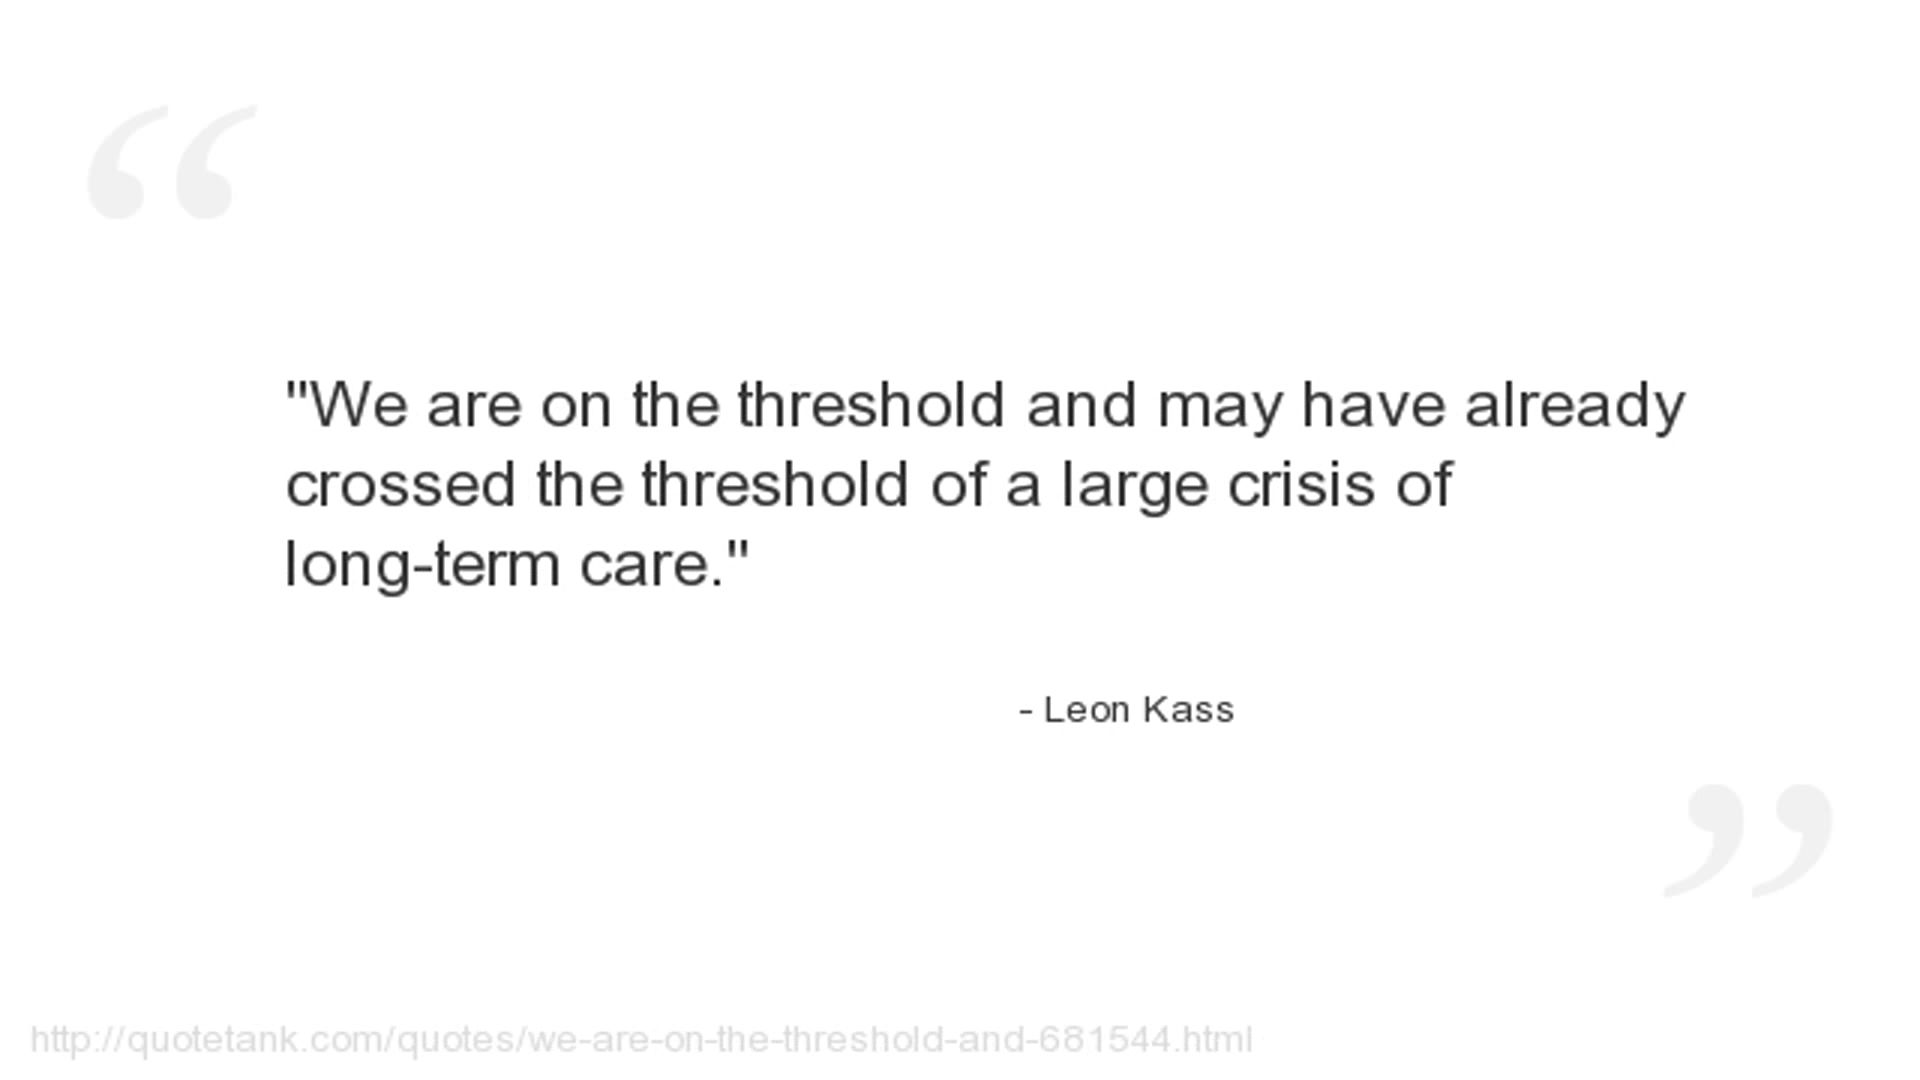 "We are on the threshold and may have already
crossed the threshold of a large crisis of
long-term care."
- Leon Kass
http://quotetank.com/quotes/we-are-on-the-threshold-and-681544.html